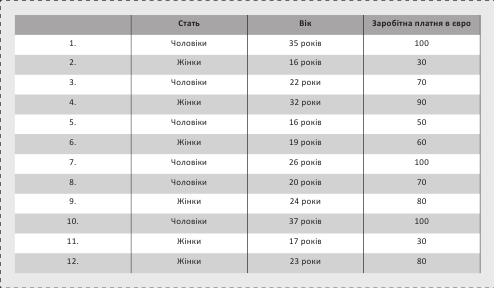 Стать Вік Заробітна платня в євро
1. Чоловіки 35 років 100
2. Жінки 16 років 30
3. Чоловіки 22 роки 70
4. Жінки 32 роки 90
5. Чоловіки 16 років 50
6. Жінки 19 років 60
7. Чоловіки 26 років 100
8. Чоловіки 20 років 70
9. Жінки 24 роки 80
10. Чоловіки 37 років 100
11. Жінки 17 років 30
12. Жінки 23 роки 80